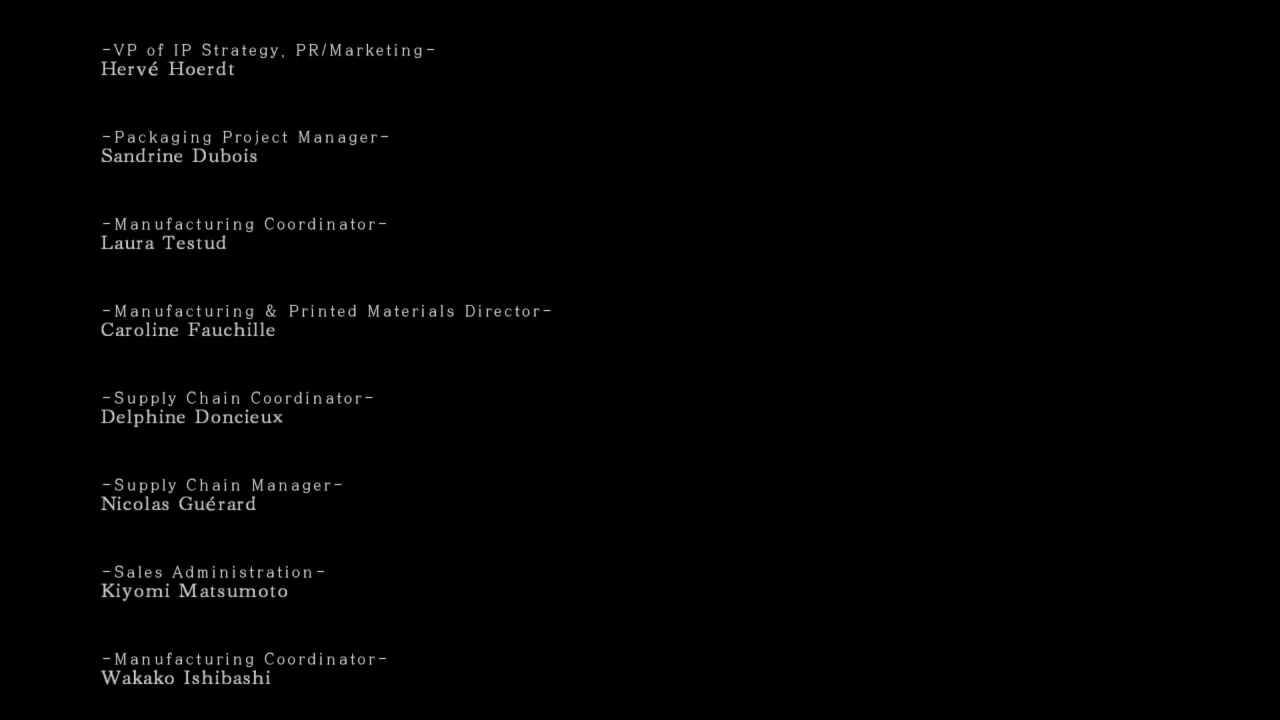 -VP of IP Strategy, PR/Marketing-
Hervé Hoerdt
-Packaging Project Manager-
Sandrine Dubois
-Manufacturing Coordinator-
Laura Testud
-Manufacturing & Printed Materials Director-
Caroline Fauchille
-Supply Chain Coordinator-
Delphine Doncieux
-Supply Chain Manager-
Nicolas Guérard
-Sales Administration-
Kiyomi Matsumoto
-Manufacturing Coordinator-
Wakako Ishibashi